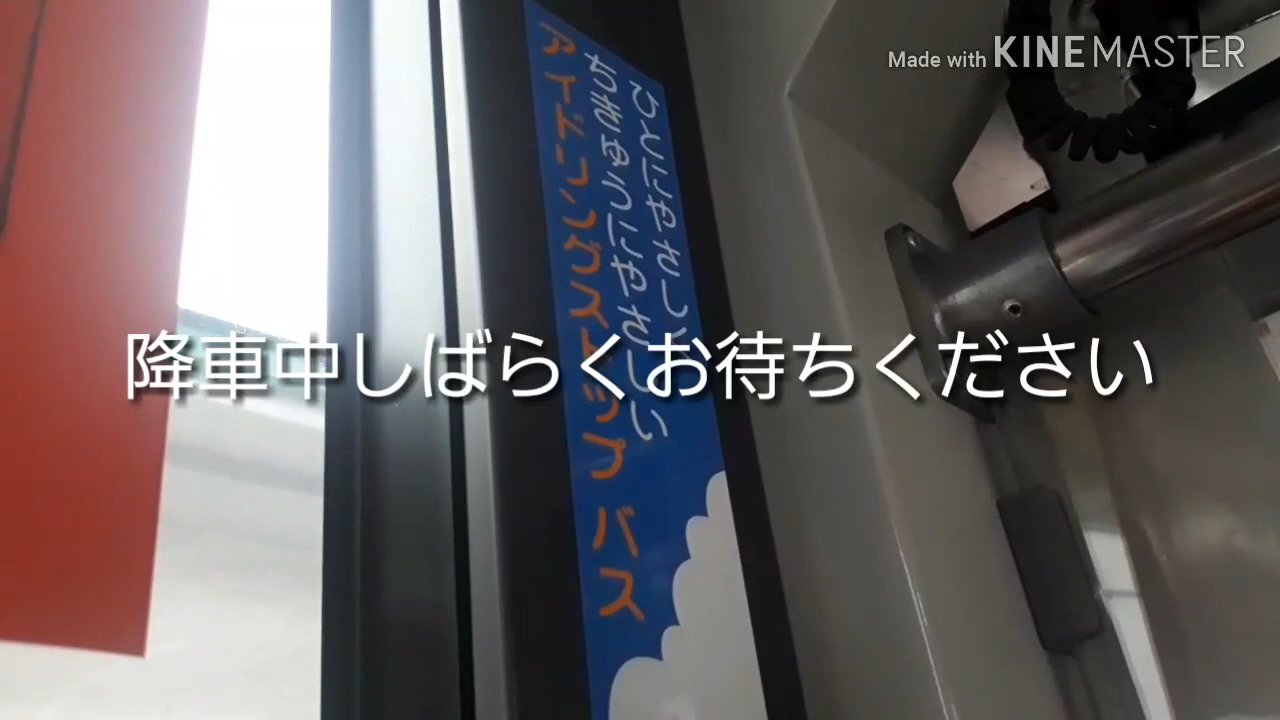 Made with KINEMASTER
ひとにやさしい
ちきゅうにやさしい
アイドリングストップ バス
降車中しばらくお待ちください